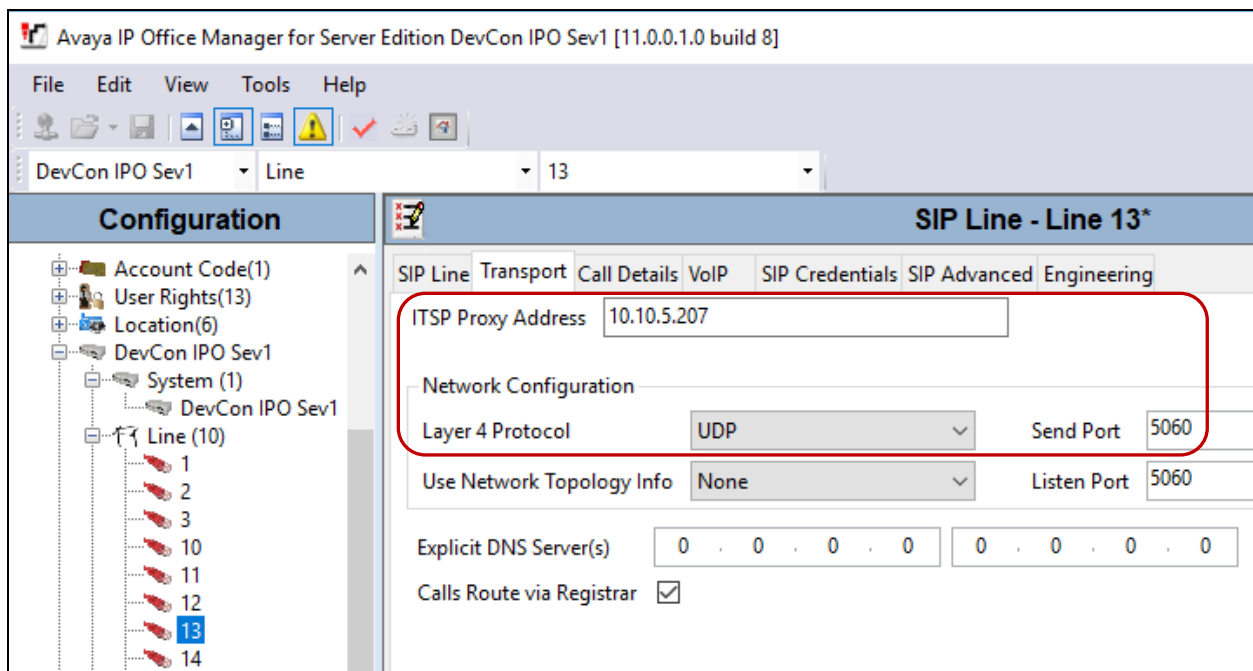 Avaya IP Office Manager for Server Edition DevCon IPO Sev1 [11.0.0.1.0 build 8]
File Edit View Tools Help
DevCon IPO Sev1 Line 13
Configuration
SIP Line - Line 13*
Account Code(1)
User Rights(13)
Location(6)
DevCon IPO Sev1
System (1)
DevCon IPO Sev1
Line (10)
1
2
3
10
11
12
13
14
SIP Line Transport Call Details VoIP SIP Credentials SIP Advanced Engineering
ITSP Proxy Address 10.10.5.207
Network Configuration
Layer 4 Protocol UDP Send Port 5060
Use Network Topology Info None Listen Port 5060
Explicit DNS Server(s) 0 . 0 . 0 . 0 0 . 0 . 0 . 0
Calls Route via Registrar